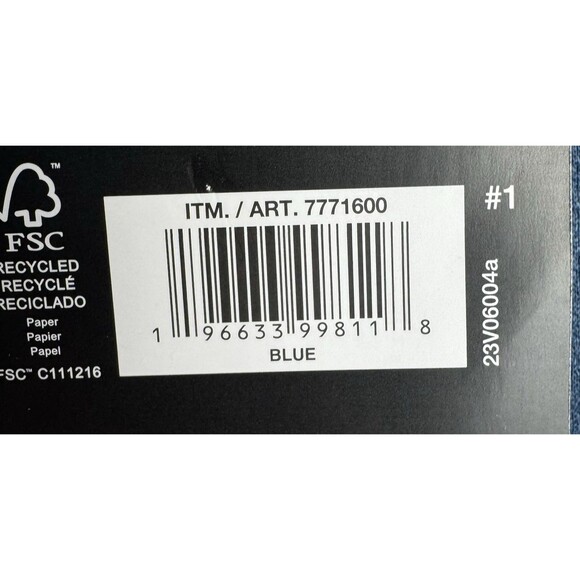 ITM. / ART. 7771600
1 96633 99811 8
BLUE
#1
23V06004a
™
FSC
RECYCLED
RECYCLÉ
RECICLADO
Paper
Papier
Papel
FSC™ C111216